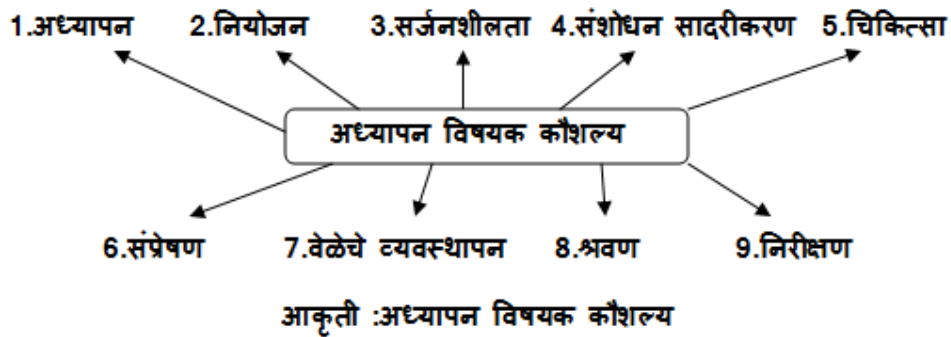 1.अध्यापन 2.नियोजन 3.सर्जनशीलता 4.संशोधन सादरीकरण 5.चिकित्सा
अध्यापन विषयक कौशल्य
6.संप्रेषण 7.वेळेचे व्यवस्थापन 8.श्रवण 9.निरीक्षण
आकृती :अध्यापन विषयक कौशल्य